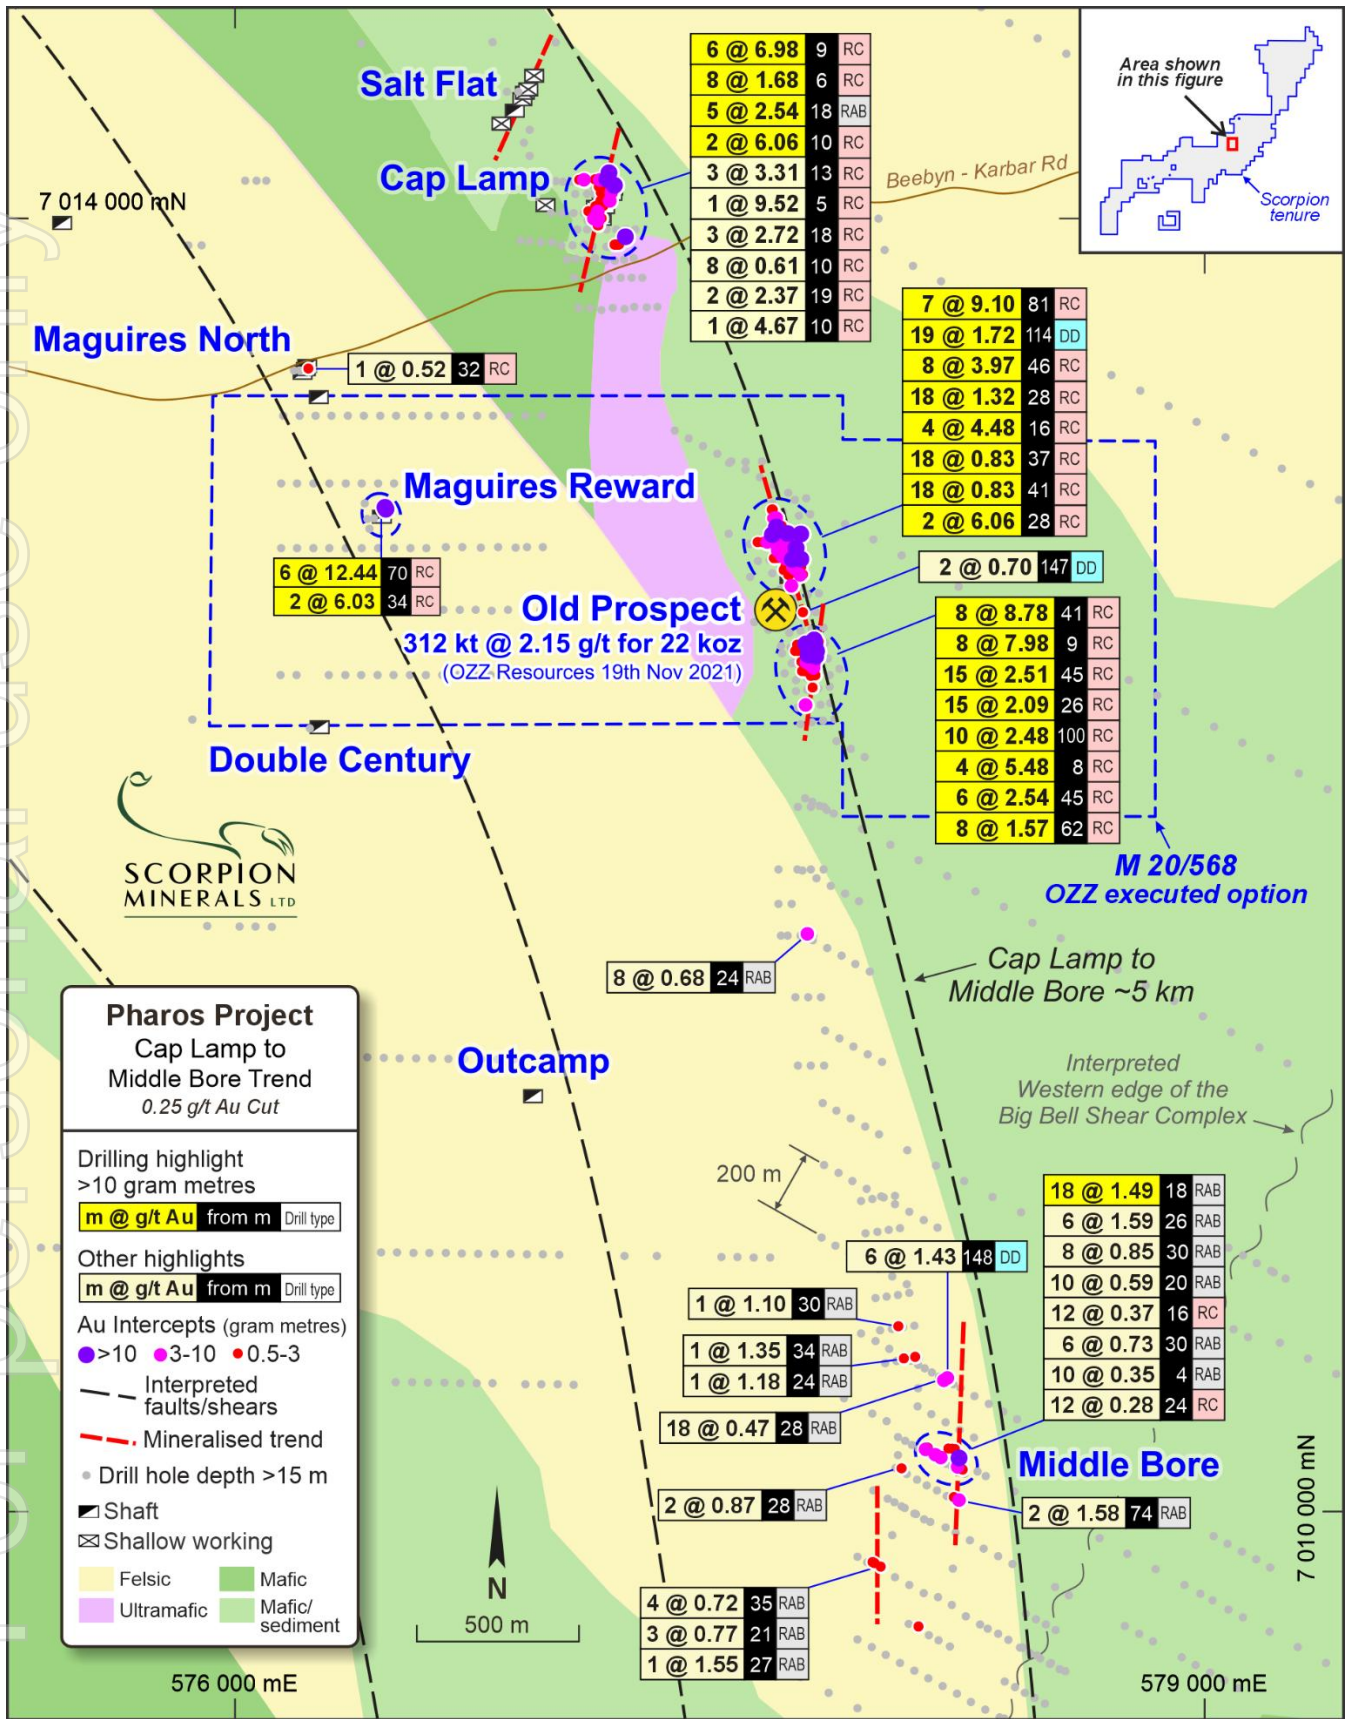 Salt Flat
Cap Lamp
7 014 000 mN
6 @ 6.98 9 RC
8 @ 1.68 6 RC
5 @ 2.54 18 RAB
2 @ 6.06 10 RC
3 @ 3.31 13 RC
1 @ 9.52 5 RC
3 @ 2.72 18 RC
8 @ 0.61 10 RC
2 @ 2.37 19 RC
1 @ 4.67 10 RC
Beebyn - Karbar Rd
Area shown
in this figure
Scorpion
tenure
Maguires North
1 @ 0.52 32 RC
7 @ 9.10 81 RC
19 @ 1.72 114 DD
8 @ 3.97 46 RC
18 @ 1.32 28 RC
4 @ 4.48 16 RC
18 @ 0.83 37 RC
18 @ 0.83 41 RC
2 @ 6.06 28 RC
Maguires Reward
6 @ 12.44 70 RC
2 @ 6.03 34 RC
2 @ 0.70 147 DD
Old Prospect
312 kt @ 2.15 g/t for 22 koz
(OZZ Resources 19th Nov 2021)
8 @ 8.78 41 RC
8 @ 7.98 9 RC
15 @ 2.51 45 RC
15 @ 2.09 26 RC
10 @ 2.48 100 RC
4 @ 5.48 8 RC
6 @ 2.54 45 RC
8 @ 1.57 62 RC
Double Century
SCORPION
MINERALS LTD
M 20/568
OZZ executed option
8 @ 0.68 24 RAB
Cap Lamp to
Middle Bore ~5 km
Outcamp
Interpreted
Western edge of the
Big Bell Shear Complex
200 m
18 @ 1.49 18 RAB
6 @ 1.59 26 RAB
8 @ 0.85 30 RAB
10 @ 0.59 20 RAB
12 @ 0.37 16 RC
6 @ 0.73 30 RAB
10 @ 0.35 4 RAB
12 @ 0.28 24 RC
6 @ 1.43 148 DD
1 @ 1.10 30 RAB
1 @ 1.35 34 RAB
1 @ 1.18 24 RAB
18 @ 0.47 28 RAB
Middle Bore
2 @ 0.87 28 RAB
2 @ 1.58 74 RAB
4 @ 0.72 35 RAB
3 @ 0.77 21 RAB
1 @ 1.55 27 RAB
7 010 000 mN
Pharos Project
Cap Lamp to
Middle Bore Trend
0.25 g/t Au Cut
Drilling highlight
>10 gram metres
m @ g/t Au from m Drill type
Other highlights
m @ g/t Au from m Drill type
Au Intercepts (gram metres)
>10 3-10 0.5-3
Interpreted
faults/shears
Mineralised trend
Drill hole depth >15 m
Shaft
Shallow working
Felsic Mafic
Ultramafic Mafic/
sediment
N
500 m
576 000 mE
579 000 mE